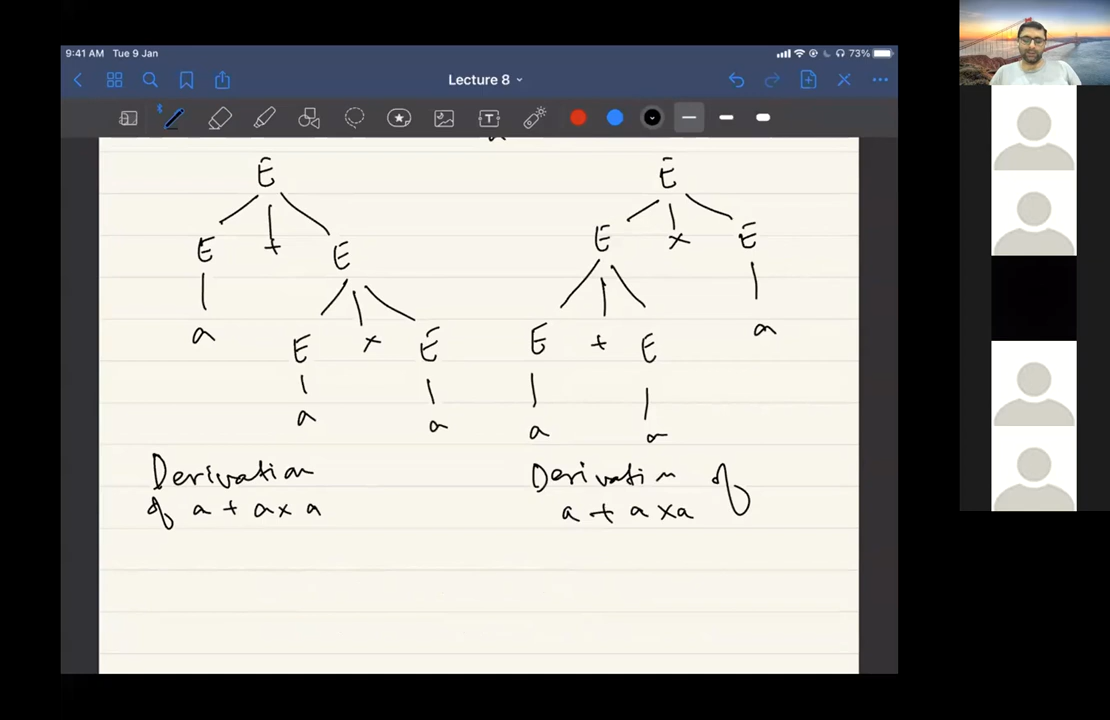 9:41 AM Tue 9 Jan 73%
Lecture 8
E E
E + E E × E
a E × E E + E a
a a a a
Derivation Derivation of
of a + a × a a + a × a